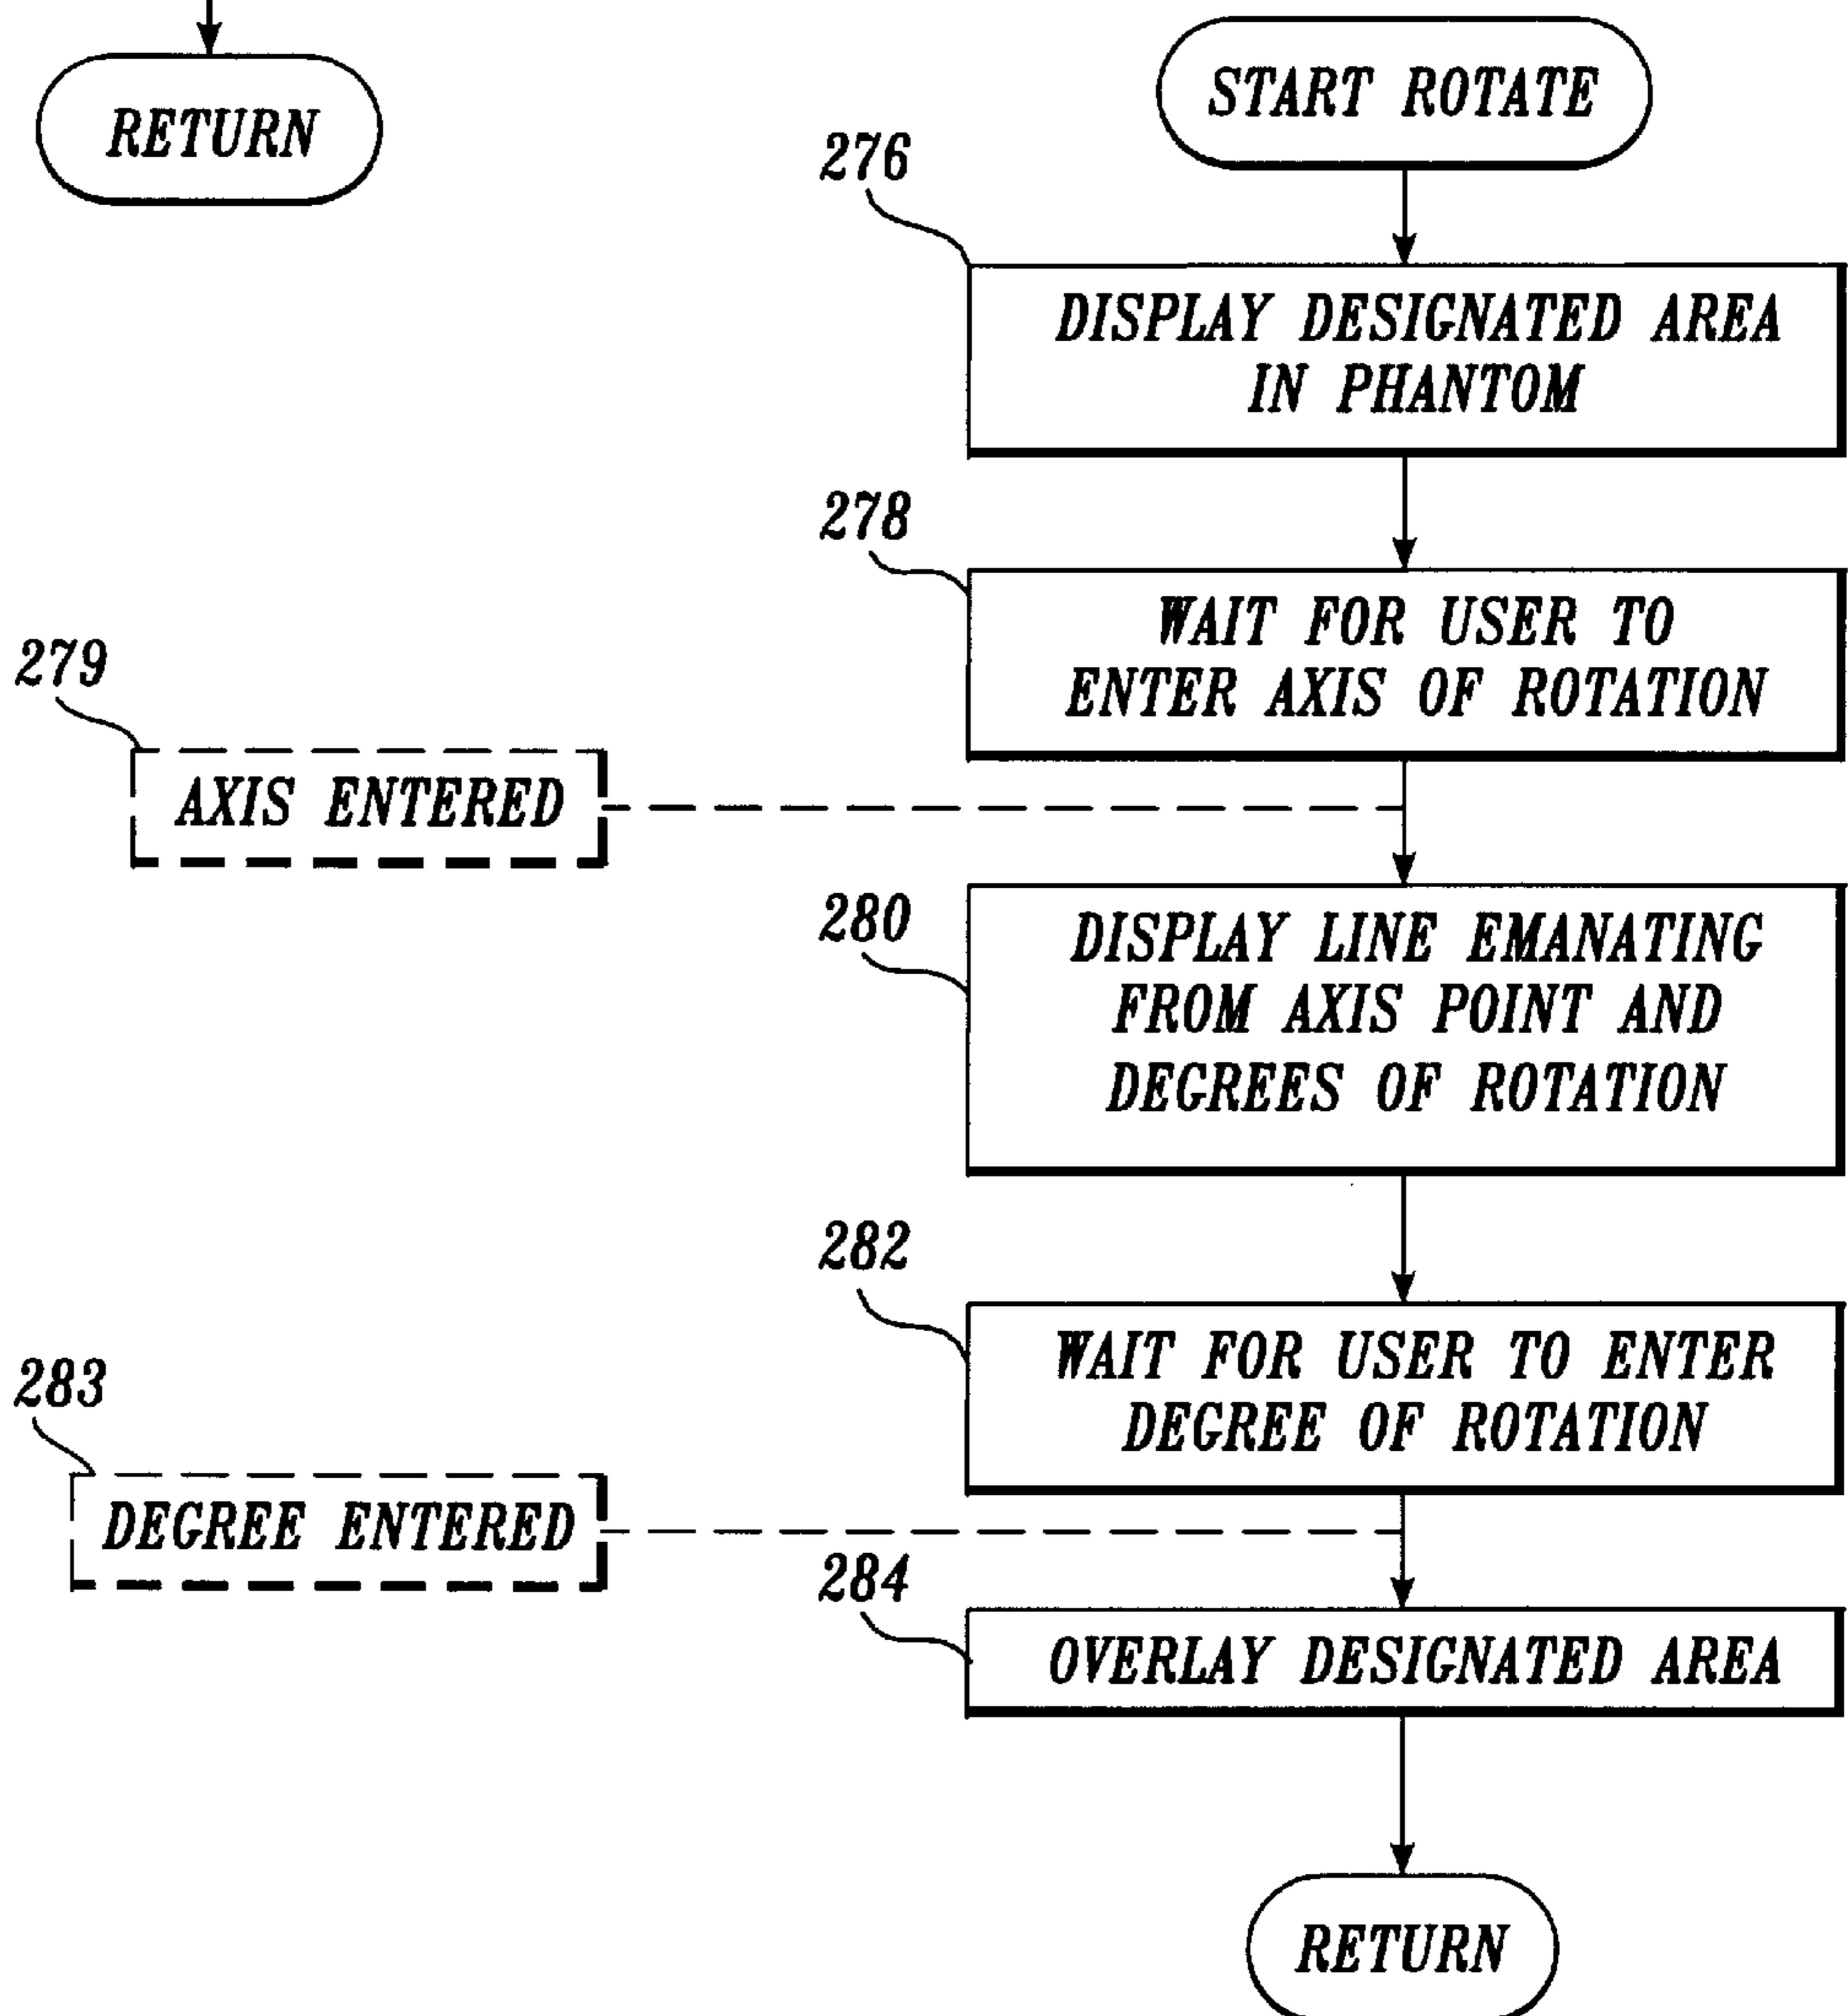 RETURN
START ROTATE
276
DISPLAY DESIGNATED AREA
IN PHANTOM
278
WAIT FOR USER TO
ENTER AXIS OF ROTATION
279
AXIS ENTERED
280
DISPLAY LINE EMANATING
FROM AXIS POINT AND
DEGREES OF ROTATION
282
WAIT FOR USER TO ENTER
DEGREE OF ROTATION
283
DEGREE ENTERED
284
OVERLAY DESIGNATED AREA
RETURN